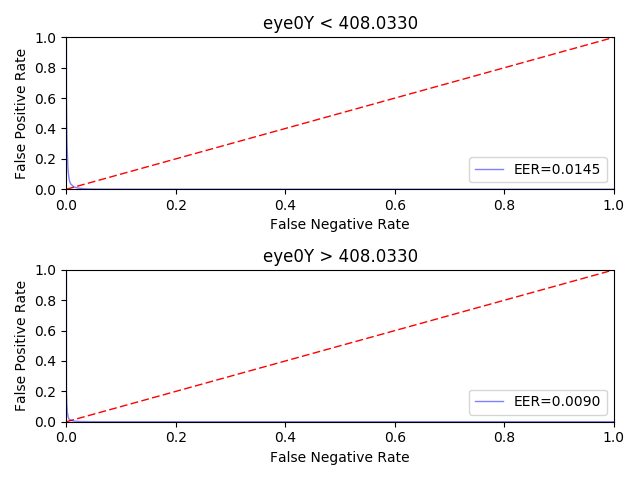 eye0Y < 408.0330
1.0
0.8
0.6
0.4
0.2
0.0
False Positive Rate
EER=0.0145
0.0 0.2 0.4 0.6 0.8 1.0
False Negative Rate
eye0Y > 408.0330
1.0
0.8
0.6
0.4
0.2
0.0
False Positive Rate
EER=0.0090
0.0 0.2 0.4 0.6 0.8 1.0
False Negative Rate